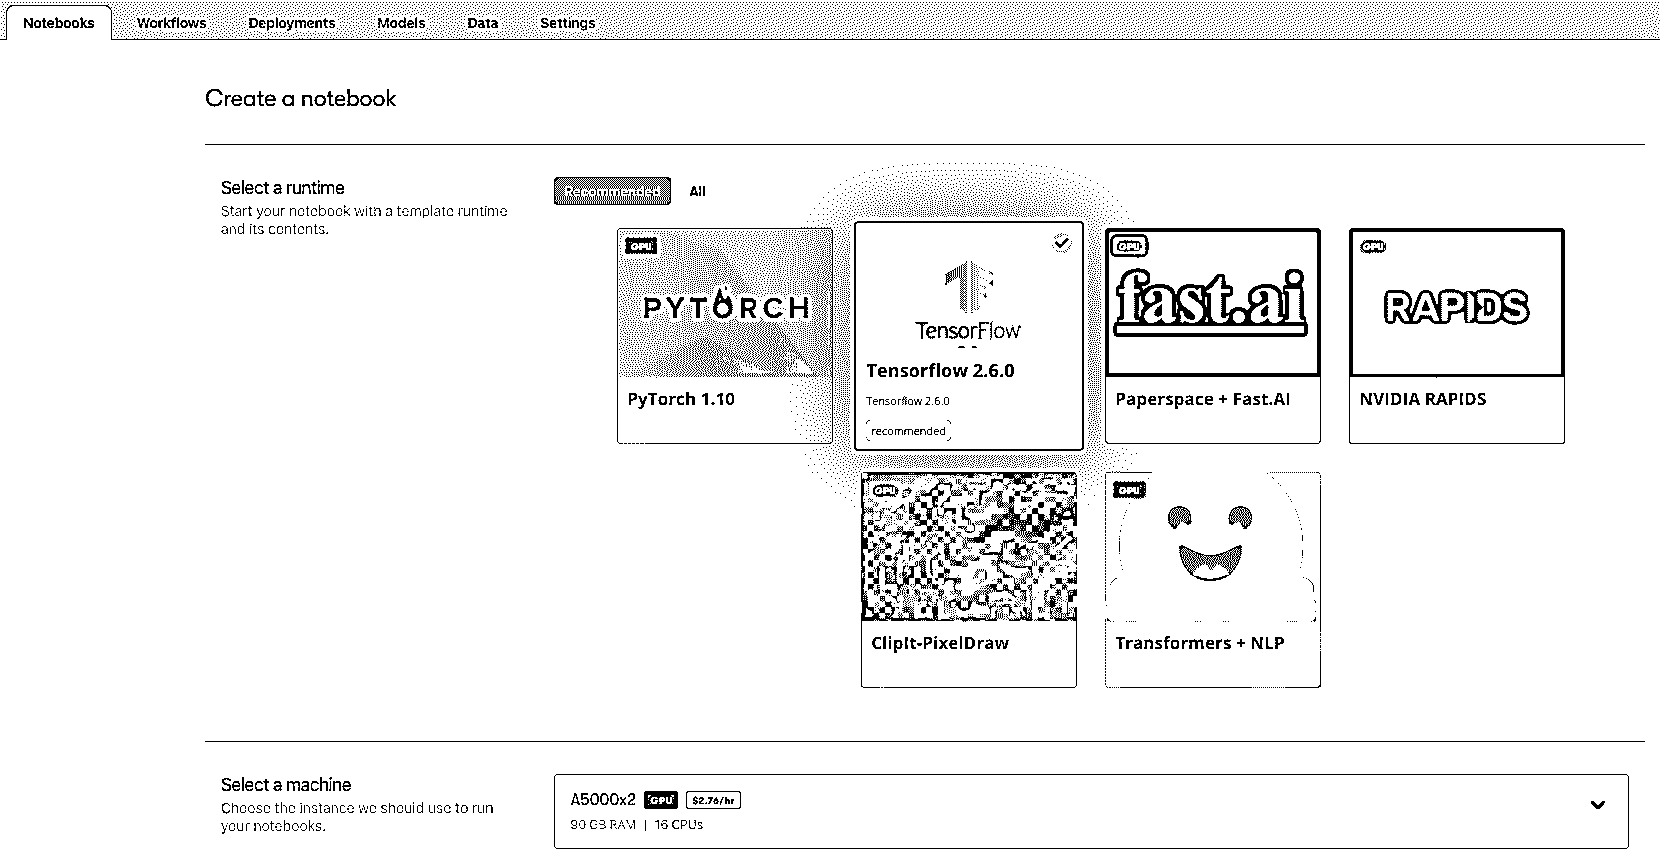 Notebooks Workflows Deployments Models Data Settings
Create a notebook
Select a runtime
Start your notebook with a template runtime
and its contents.
Recommended All
GPU
PYTORCH
PyTorch 1.10
TensorFlow
Tensorflow 2.6.0
Tensorflow 2.6.0
recommended
GPU
fast.ai
Paperspace + Fast.AI
GPU
RAPIDS
NVIDIA RAPIDS
GPU
ClipIt-PixelDraw
GPU
Transformers + NLP
Select a machine
Choose the instance we should use to run
your notebooks.
A5000x2 GPU $2.76/hr
90 GB RAM | 16 CPUs